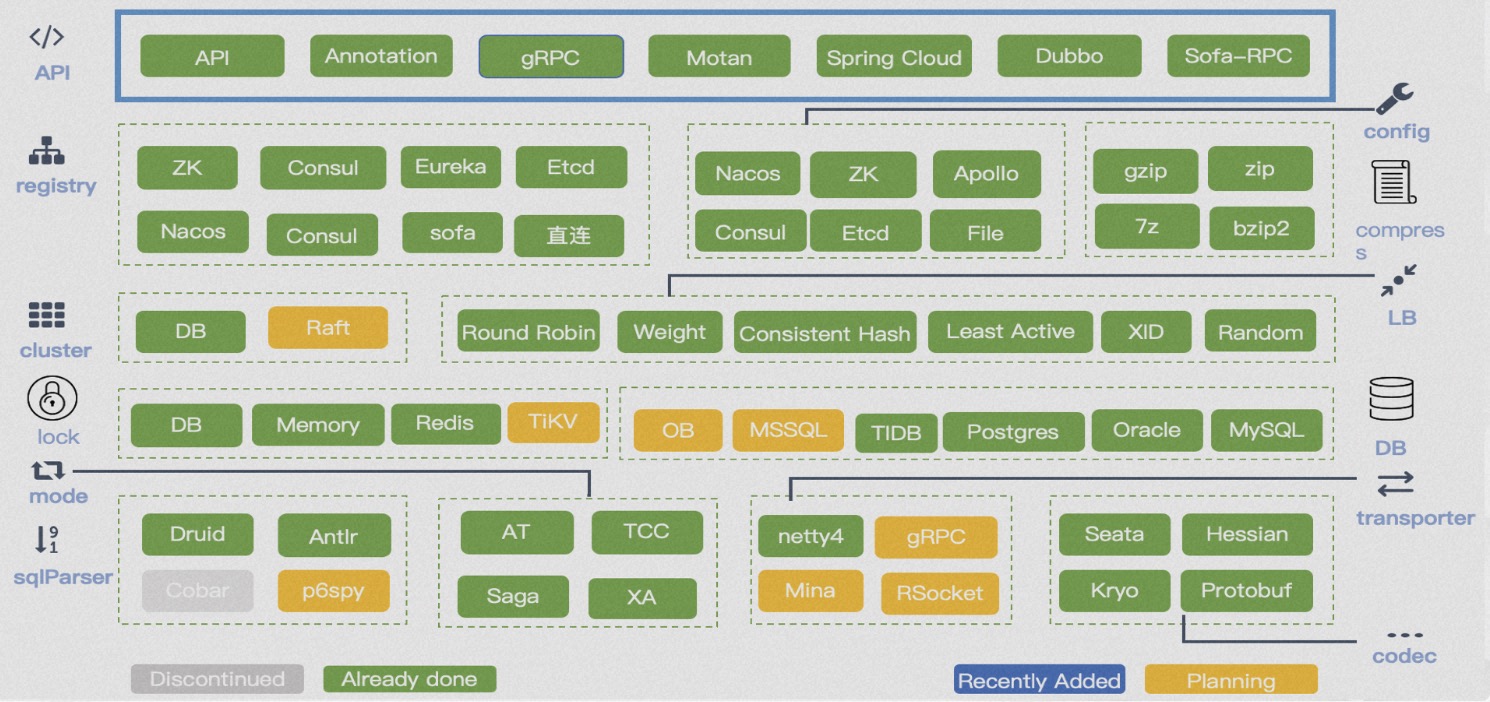 API
API
Annotation
gRPC
Motan
Spring Cloud
Dubbo
Sofa-RPC
config
registry
ZK
Consul
Eureka
Etcd
Nacos
Consul
sofa
直连
Nacos
ZK
Apollo
Consul
Etcd
File
gzip
zip
7z
bzip2
compres
s
cluster
DB
Raft
Round Robin
Weight
Consistent Hash
Least Active
XID
Random
LB
lock
DB
Memory
Redis
TiKV
OB
MSSQL
TIDB
Postgres
Oracle
MySQL
DB
mode
9
1
sqlParser
Druid
Antlr
Cobar
p6spy
AT
TCC
Saga
XA
netty4
gRPC
Mina
RSocket
Seata
Hessian
Kryo
Protobuf
transporter
codec
Discontinued
Already done
Recently Added
Planning